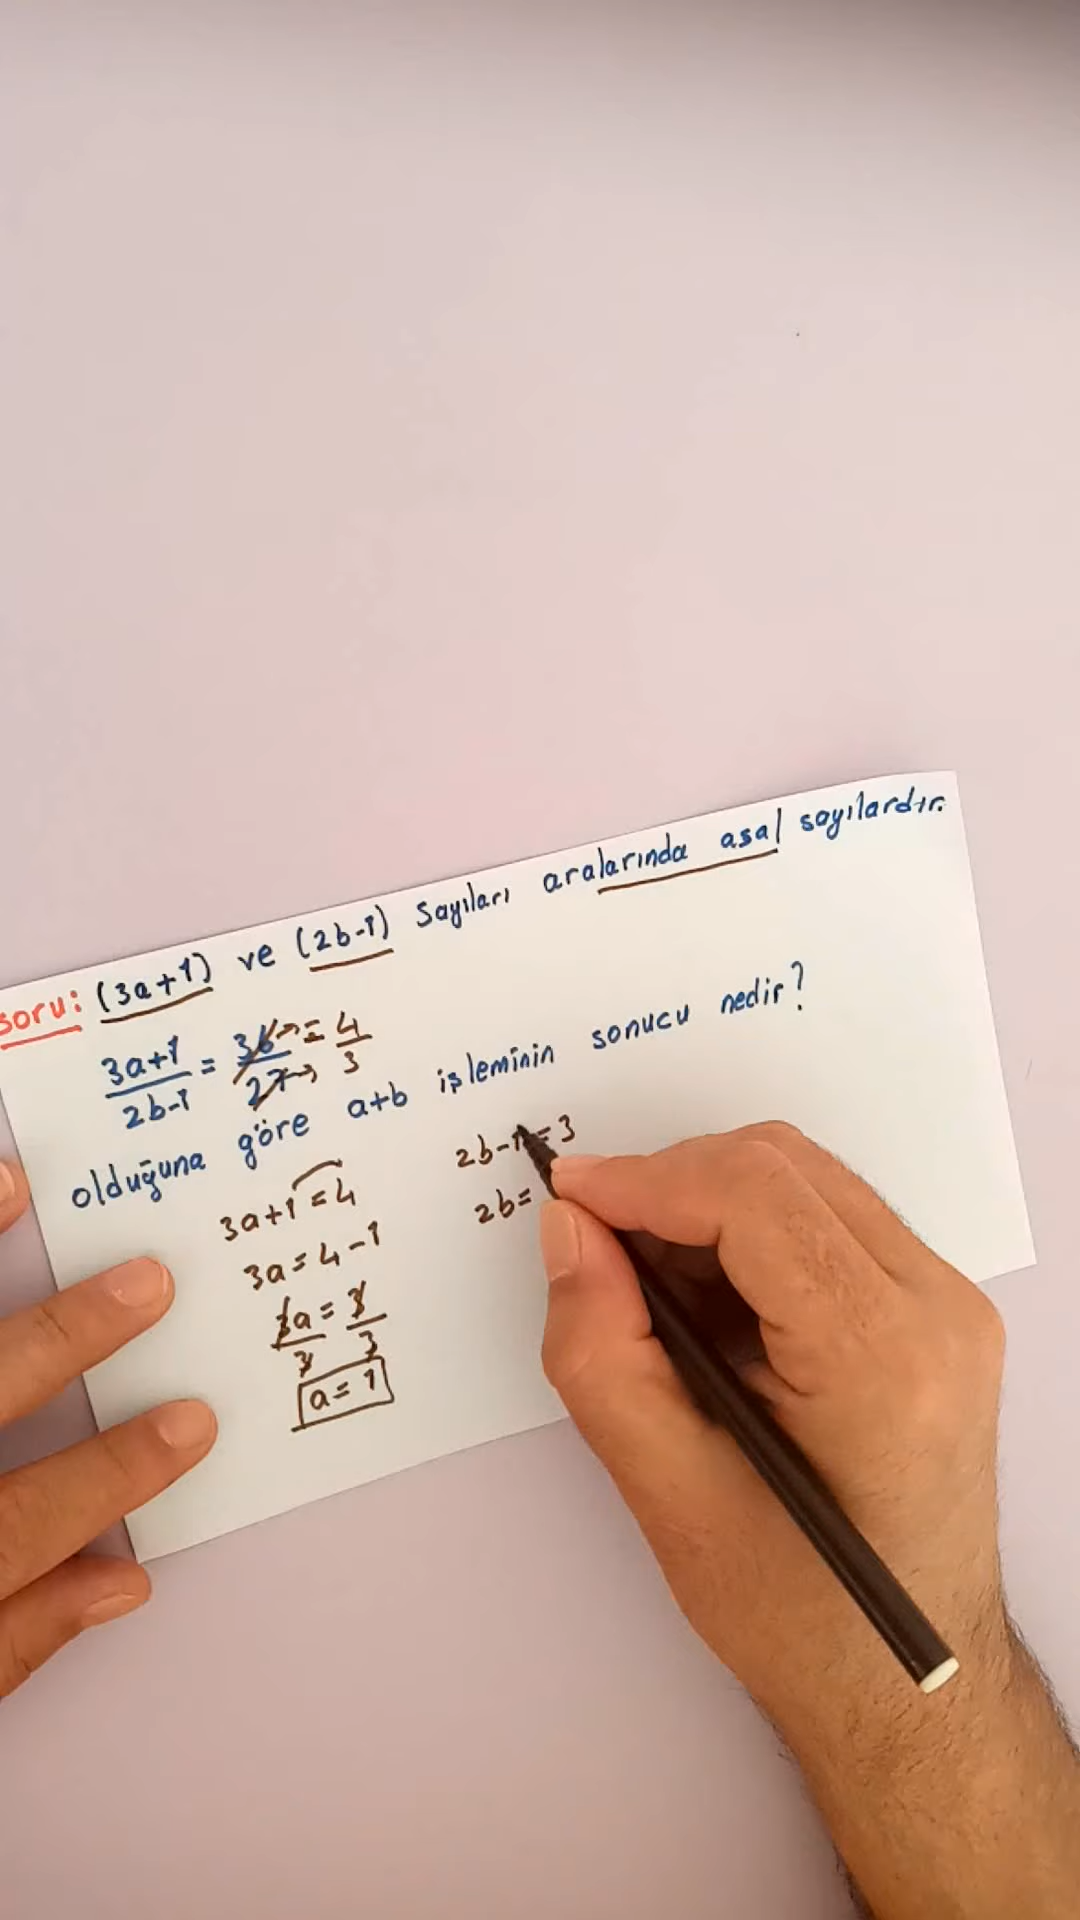 soru: (3a+1) ve (2b-1) sayıları aralarında asal sayılardır.
3a+1/2b-1 = 36/27 = 4/3
olduğuna göre a+b işleminin sonucu nedir?
3a+1=4
3a=4-1
3a/3=3/3
a=1
2b-1=3
2b=